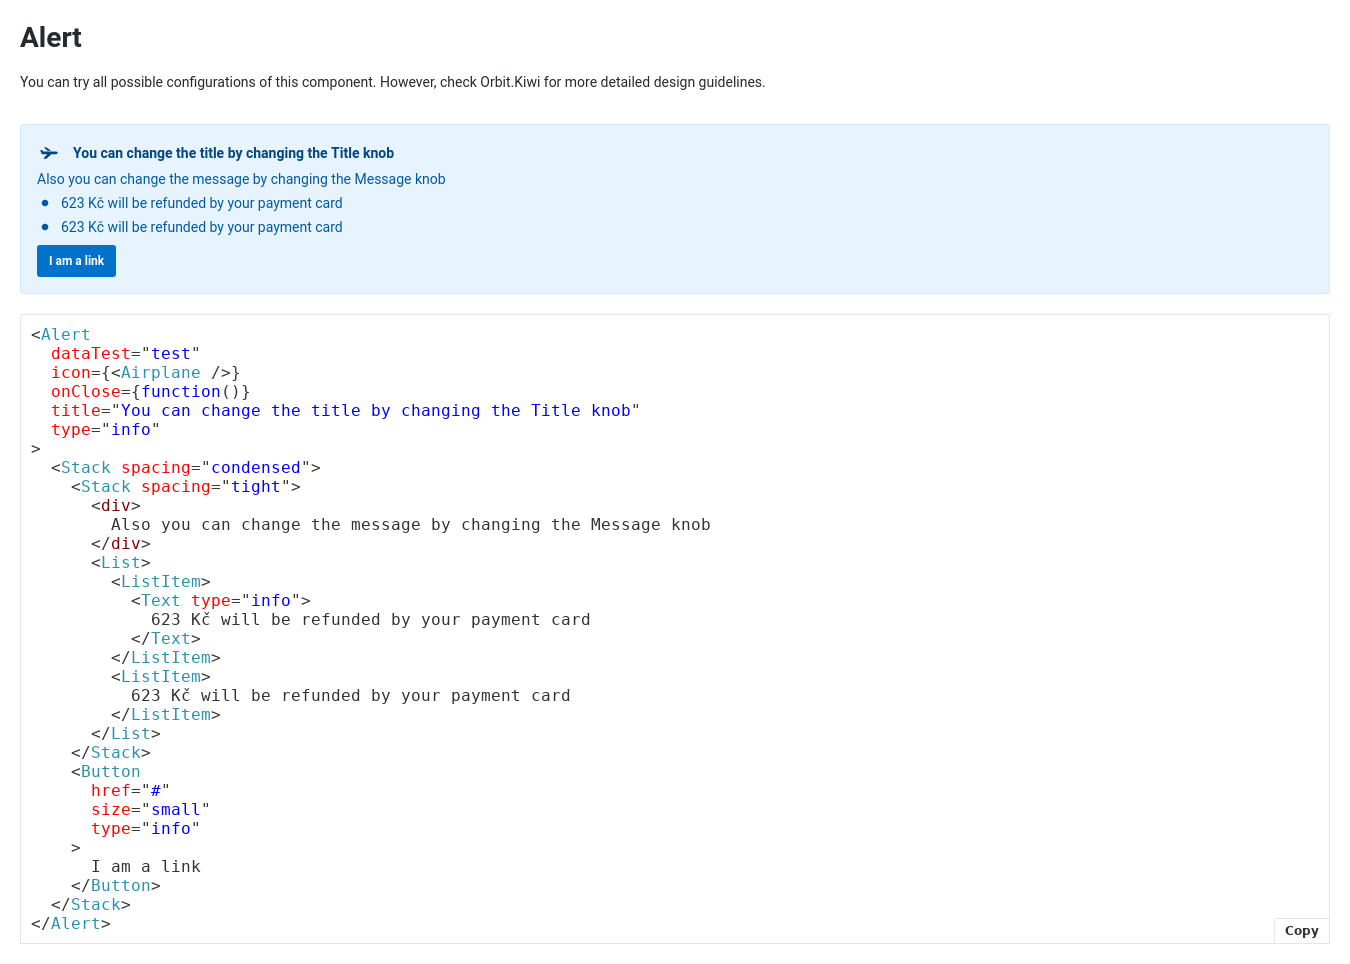 Alert
You can try all possible configurations of this component. However, check Orbit.Kiwi for more detailed design guidelines.
You can change the title by changing the Title knob
Also you can change the message by changing the Message knob
623 Kč will be refunded by your payment card
623 Kč will be refunded by your payment card
I am a link
<Alert
  dataTest="test"
  icon={<Airplane />}
  onClose={function()}
  title="You can change the title by changing the Title knob"
  type="info"
>
  <Stack spacing="condensed">
    <Stack spacing="tight">
      <div>
        Also you can change the message by changing the Message knob
      </div>
      <List>
        <ListItem>
          <Text type="info">
            623 Kč will be refunded by your payment card
          </Text>
        </ListItem>
        <ListItem>
          623 Kč will be refunded by your payment card
        </ListItem>
      </List>
    </Stack>
    <Button
      href="#"
      size="small"
      type="info"
    >
      I am a link
    </Button>
  </Stack>
</Alert>
Copy